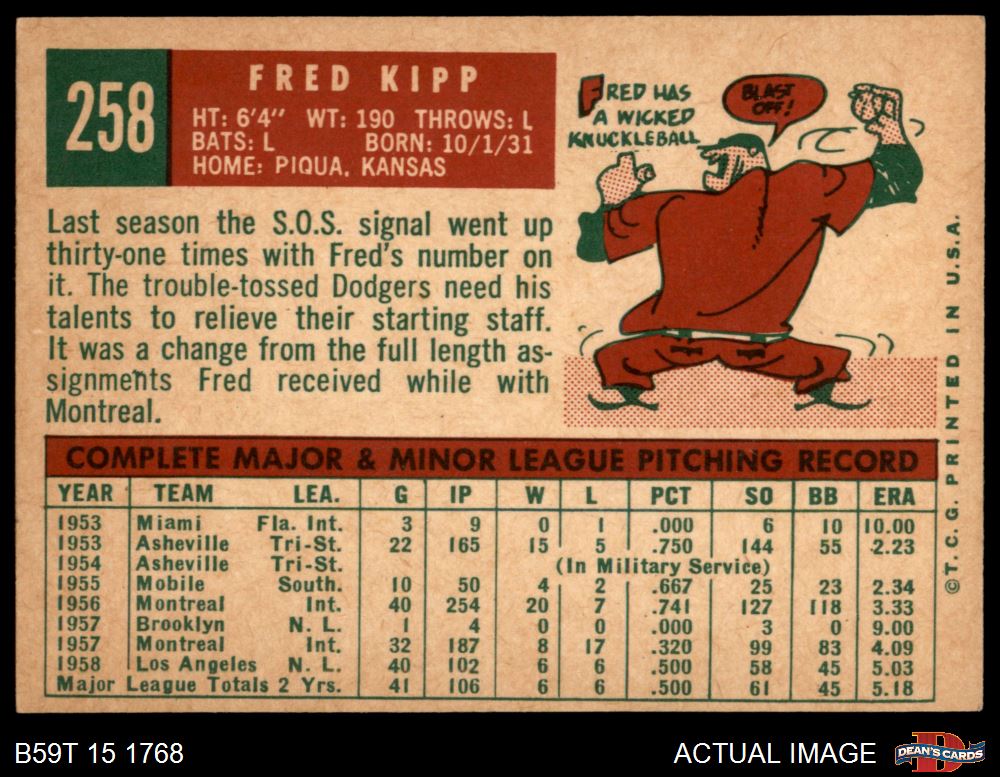 258
FRED KIPP
HT: 6'4" WT: 190 THROWS: L
BATS: L BORN: 10/1/31
HOME: PIQUA, KANSAS
FRED HAS
A WICKED
KNUCKLEBALL
BLAST
OFF!
Last season the S.O.S. signal went up
thirty-one times with Fred's number on
it. The trouble-tossed Dodgers need his
talents to relieve their starting staff.
It was a change from the full length as-
signments Fred received while with
Montreal.
COMPLETE MAJOR & MINOR LEAGUE PITCHING RECORD
YEAR TEAM LEA. G IP W L PCT SO BB ERA
1953 Miami Fla. Int. 3 9 0 1 .000 6 10 10.00
1953 Asheville Tri-St. 22 165 15 5 .750 144 55 2.23
1954 Asheville Tri-St. (In Military Service)
1955 Mobile South. 10 50 4 2 .667 25 23 2.34
1956 Montreal Int. 40 254 20 7 .741 127 118 3.33
1957 Brooklyn N. L. 1 4 0 0 .000 3 0 9.00
1957 Montreal Int. 32 187 8 17 .320 99 83 4.09
1958 Los Angeles N. L. 40 102 6 6 .500 58 45 5.03
Major League Totals 2 Yrs. 41 106 6 6 .500 61 45 5.18
©T.C.G. PRINTED IN U.S.A.
B59T 15 1768
ACTUAL IMAGE
DEAN'S CARDS